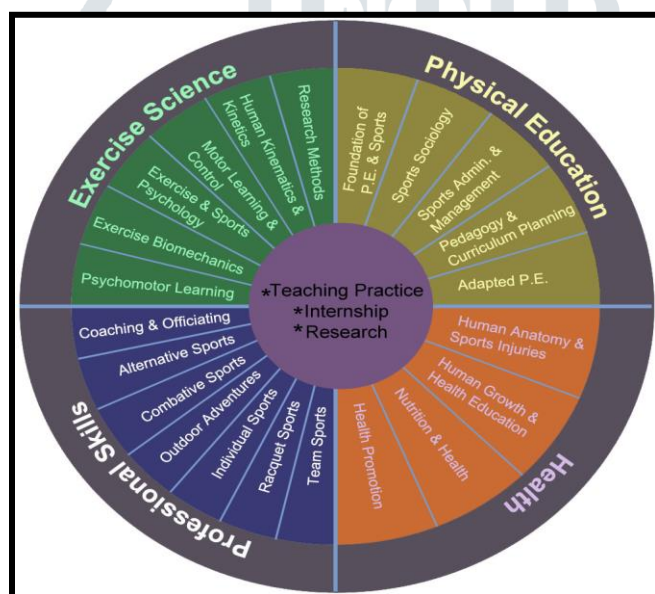 Exercise Science
Research Methods
Human Kinematics &
Kinetics
Motor Learning &
Control
Exercise & Sports
Psychology
Exercise Biomechanics
Psychomotor Learning
Physical Education
Foundation of
P.E. & Sports
Sports Sociology
Sports Admin. &
Management
Pedagogy &
Curriculum Planning
Adapted P.E.
*Teaching Practice
*Internship
*Research
Professional Skills
Coaching & Officiating
Alternative Sports
Combative Sports
Outdoor Adventures
Individual Sports
Racquet Sports
Team Sports
Health
Human Anatomy &
Sports Injuries
Human Growth &
Health Education
Nutrition & Health
Health Promotion